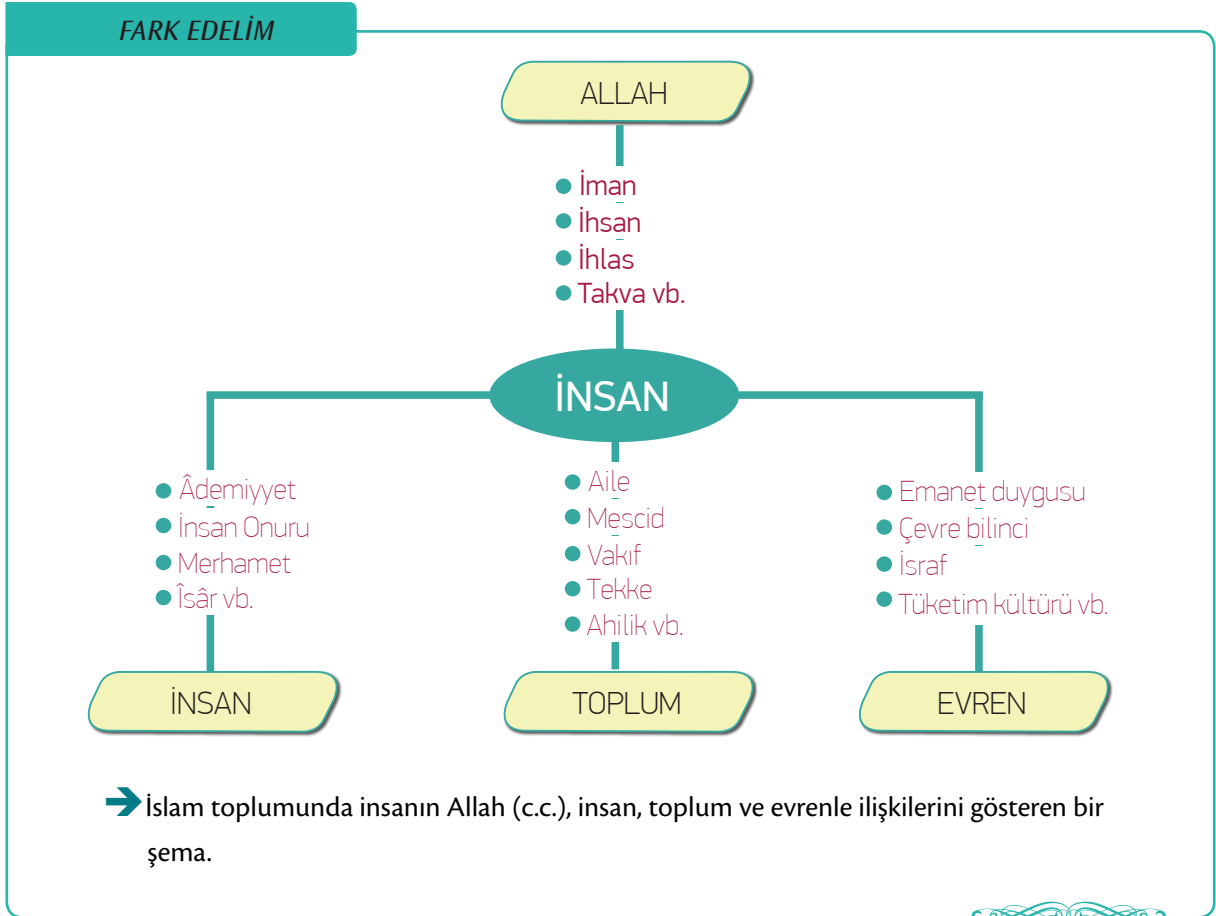 FARK EDELİM
ALLAH
● İman
● İhsan
● İhlas
● Takva vb.
İNSAN
● Âdemiyyet
● İnsan Onuru
● Merhamet
● Îsâr vb.
● Aile
● Mescid
● Vakıf
● Tekke
● Ahilik vb.
● Emanet duygusu
● Çevre bilinci
● İsraf
● Tüketim kültürü vb.
İNSAN
TOPLUM
EVREN
➔ İslam toplumunda insanın Allah (c.c.), insan, toplum ve evrenle ilişkilerini gösteren bir
şema.